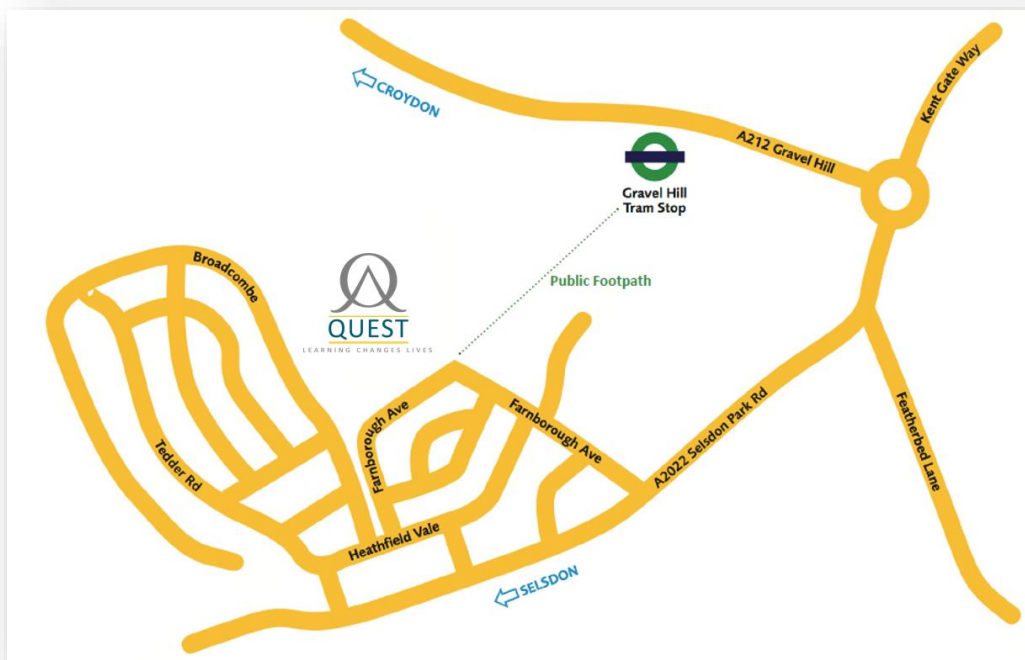 Kent Gate Way
CROYDON
A212 Gravel Hill
Gravel Hill
Tram Stop
Broadcombe
Public Footpath
QUEST
LEARNING CHANGES LIVES
Farnborough Ave
Farnborough Ave
A2022 Selsdon Park Rd
Featherbed Lane
Tedder Rd
Heathfield Vale
SELSDON